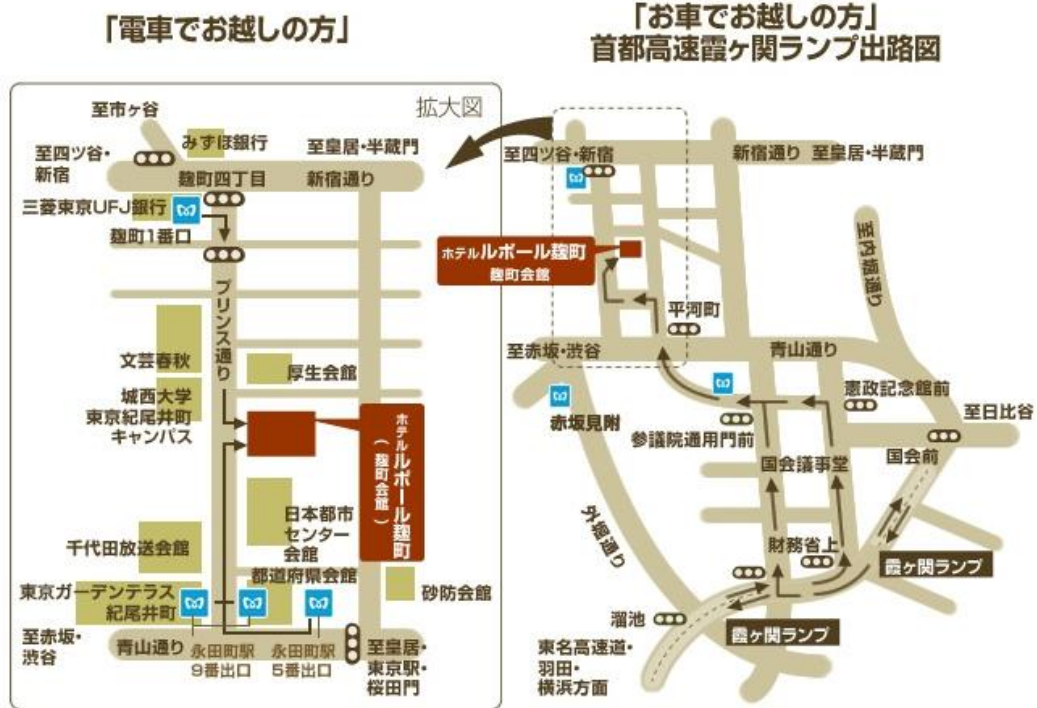 「電車でお越しの方」
「お車でお越しの方」
首都高速霞ヶ関ランプ出路図
拡大図
至市ヶ谷
みずほ銀行
至四ツ谷・
新宿
至皇居・半蔵門
麹町四丁目
新宿通り
三菱東京UFJ銀行
麹町1番口
プリンス通り
文芸春秋
厚生会館
城西大学
東京紀尾井町
キャンパス
ホテルルポール麹町
(麹町会館)
日本都市
センター
会館
千代田放送会館
都道府県会館
東京ガーデンテラス
紀尾井町
砂防会館
至赤坂・
渋谷
青山通り
永田町駅
9番出口
永田町駅
5番出口
至皇居・
東京駅・
桜田門
至四ツ谷・新宿
新宿通り
至皇居・半蔵門
ホテルルポール麹町
麹町会館
至内堀通り
平河町
至赤坂・渋谷
青山通り
憲政記念館前
赤坂見附
参議院通用門前
至日比谷
国会議事堂
国会前
外堀通り
財務省上
霞ヶ関ランプ
溜池
霞ヶ関ランプ
東名高速道・
羽田・
横浜方面